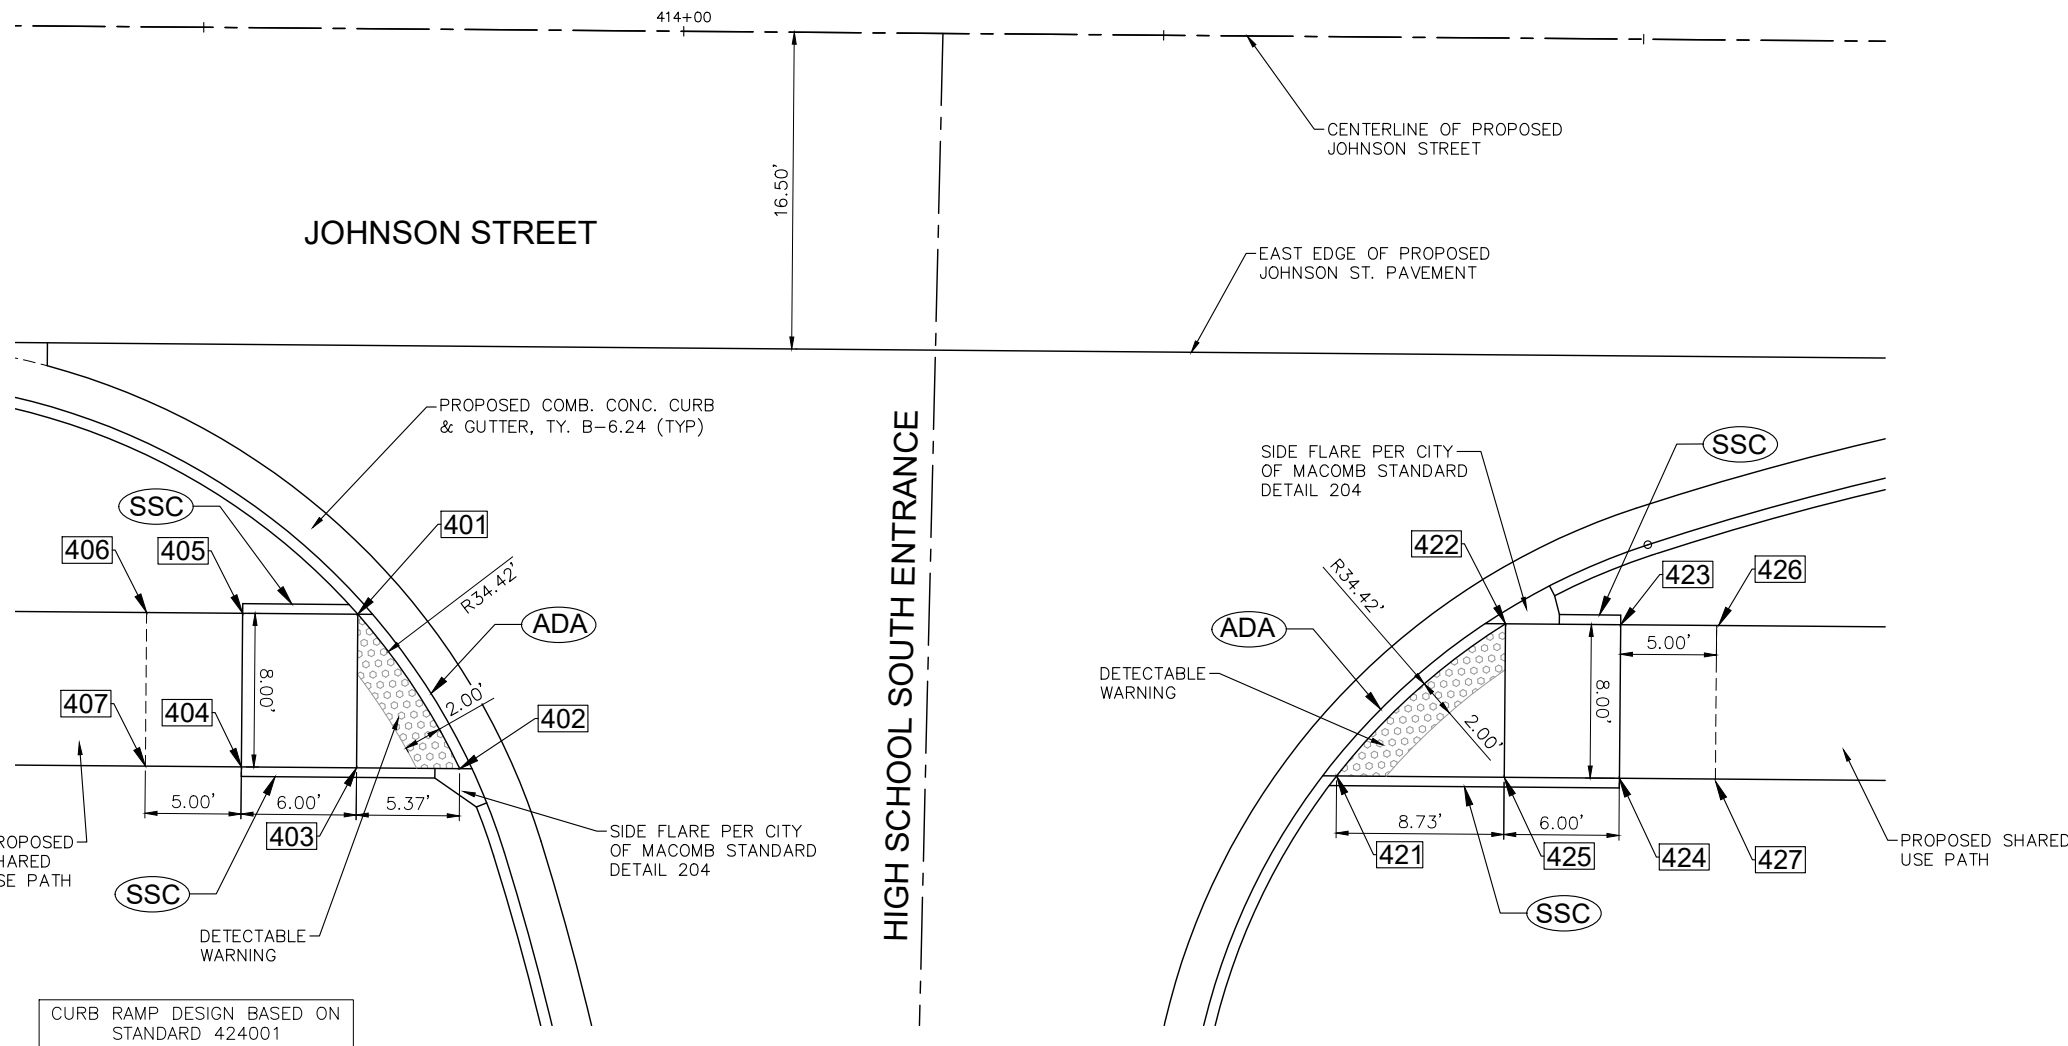 414+00
CENTERLINE OF PROPOSED
JOHNSON STREET
16.50'
JOHNSON STREET
EAST EDGE OF PROPOSED
JOHNSON ST. PAVEMENT
PROPOSED COMB. CONC. CURB
& GUTTER, TY. B-6.24 (TYP)
SSC
406
405
401
R34.42'
ADA
8.00'
407
404
2.00'
402
5.00'
6.00'
5.37'
403
ROPOSED
HARED
SE PATH
SSC
SIDE FLARE PER CITY
OF MACOMB STANDARD
DETAIL 204
DETECTABLE
WARNING
CURB RAMP DESIGN BASED ON
STANDARD 424001
HIGH SCHOOL SOUTH ENTRANCE
SIDE FLARE PER CITY
OF MACOMB STANDARD
DETAIL 204
SSC
422
423
426
R34.42'
ADA
5.00'
DETECTABLE
WARNING
8.00'
2.00'
8.73'
6.00'
421
425
424
427
PROPOSED SHARED
USE PATH
SSC